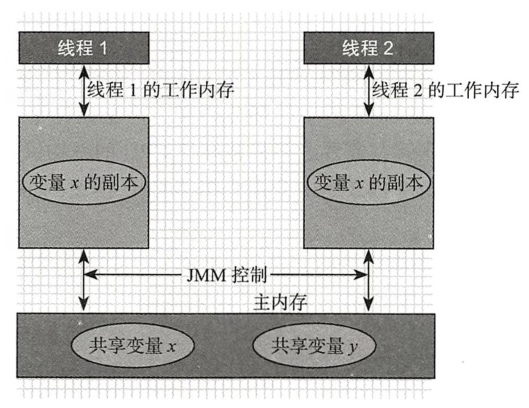 线程 1
线程 2
线程 1 的工作内存
线程 2 的工作内存
变量 x 的副本
变量 x 的副本
JMM 控制
主内存
共享变量 x
共享变量 y